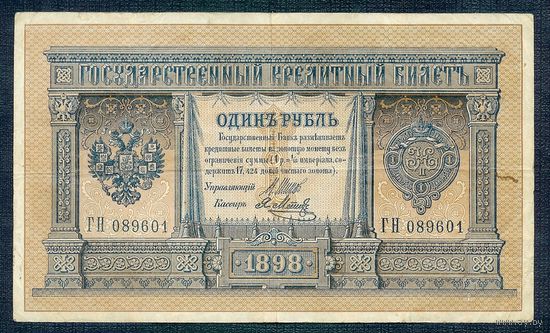 ГОСУДАРСТВЕННЫЙ КРЕДИТНЫЙ БИЛЕТЪ
ОДИНЪ РУБЛЬ
Государственный Банкъ размѣниваетъ
кредитные билеты на золотую монету безъ
ограниченія суммы (1 р.= 1/15 имперіала, со-
держитъ 17,424 долей чистаго золота).
Управляющій
Кассиръ
ГН 089601
ГН 089601
1898